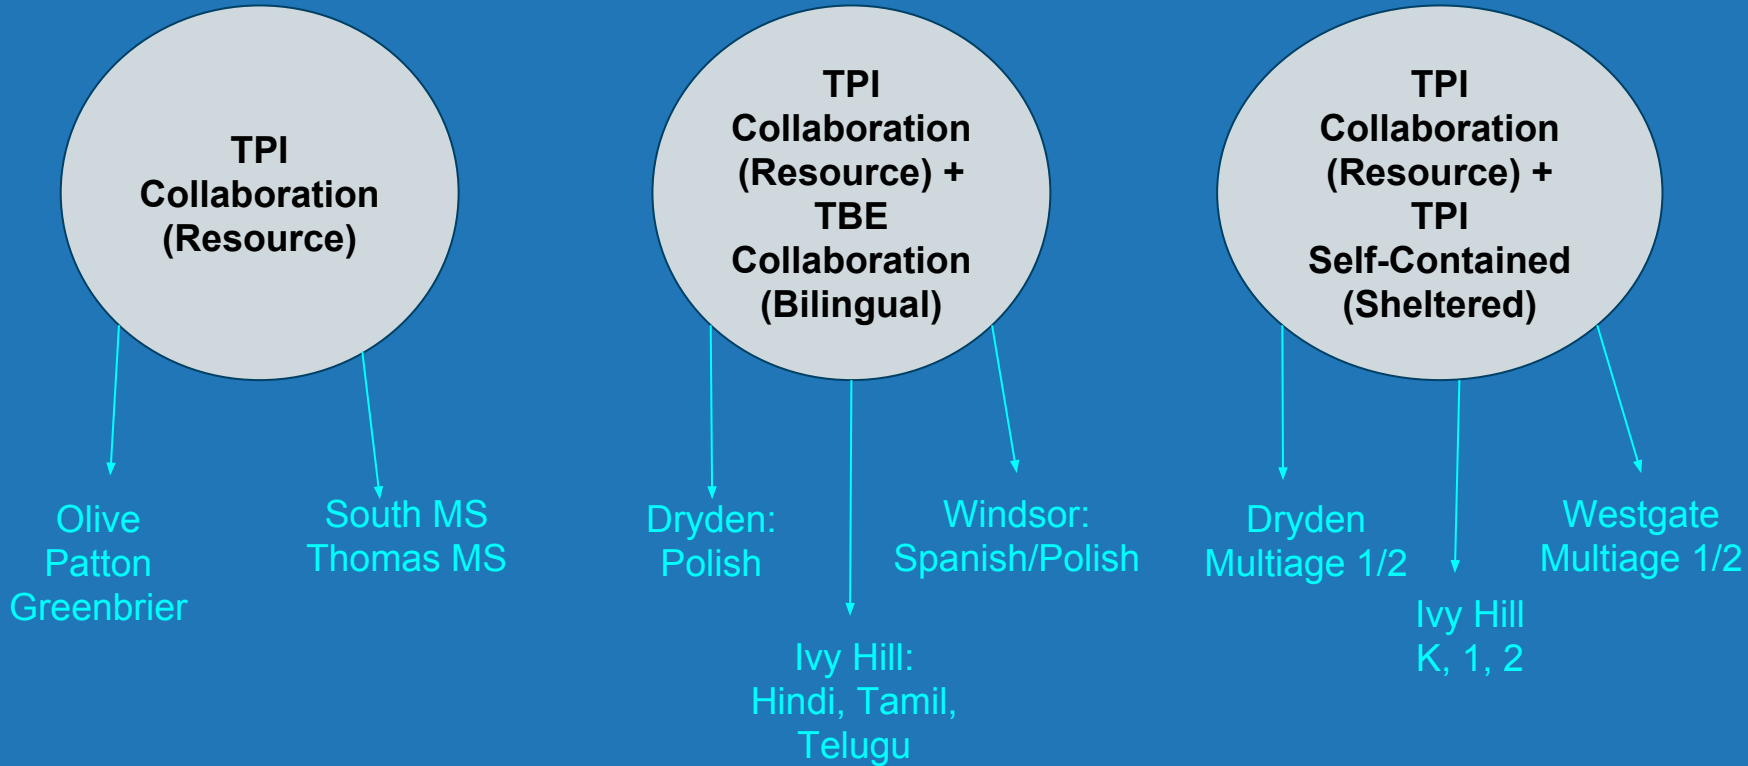 TPI
Collaboration
(Resource)
TPI
Collaboration
(Resource) +
TBE
Collaboration
(Bilingual)
TPI
Collaboration
(Resource) +
TPI
Self-Contained
(Sheltered)
Olive
Patton
Greenbrier
South MS
Thomas MS
Dryden:
Polish
Ivy Hill:
Hindi, Tamil,
Telugu
Windsor:
Spanish/Polish
Dryden
Multiage 1/2
Ivy Hill
K, 1, 2
Westgate
Multiage 1/2